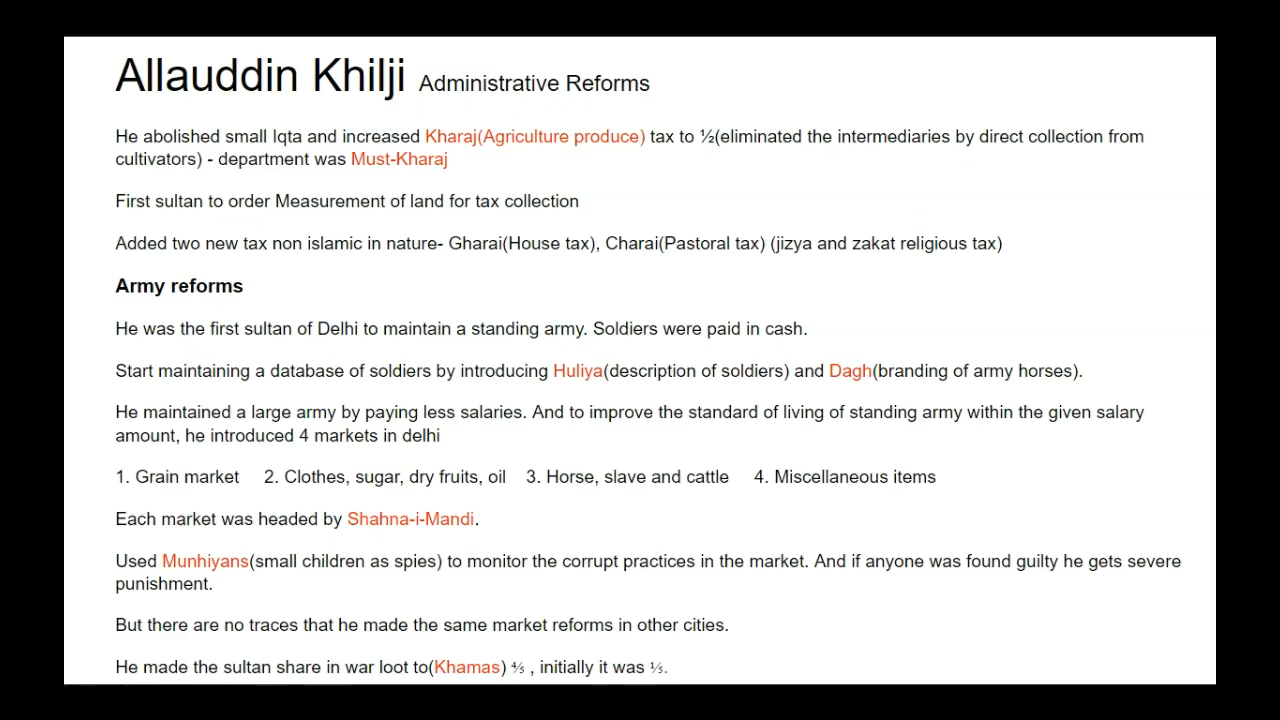 Allauddin Khilji Administrative Reforms
He abolished small Iqta and increased Kharaj(Agriculture produce) tax to ½(eliminated the intermediaries by direct collection from
cultivators) - department was Must-Kharaj
First sultan to order Measurement of land for tax collection
Added two new tax non islamic in nature- Gharai(House tax), Charai(Pastoral tax) (jizya and zakat religious tax)
Army reforms
He was the first sultan of Delhi to maintain a standing army. Soldiers were paid in cash.
Start maintaining a database of soldiers by introducing Huliya(description of soldiers) and Dagh(branding of army horses).
He maintained a large army by paying less salaries. And to improve the standard of living of standing army within the given salary
amount, he introduced 4 markets in delhi
1. Grain market 2. Clothes, sugar, dry fruits, oil 3. Horse, slave and cattle 4. Miscellaneous items
Each market was headed by Shahna-i-Mandi.
Used Munhiyans(small children as spies) to monitor the corrupt practices in the market. And if anyone was found guilty he gets severe
punishment.
But there are no traces that he made the same market reforms in other cities.
He made the sultan share in war loot to(Khamas) ⅘ , initially it was ⅕.